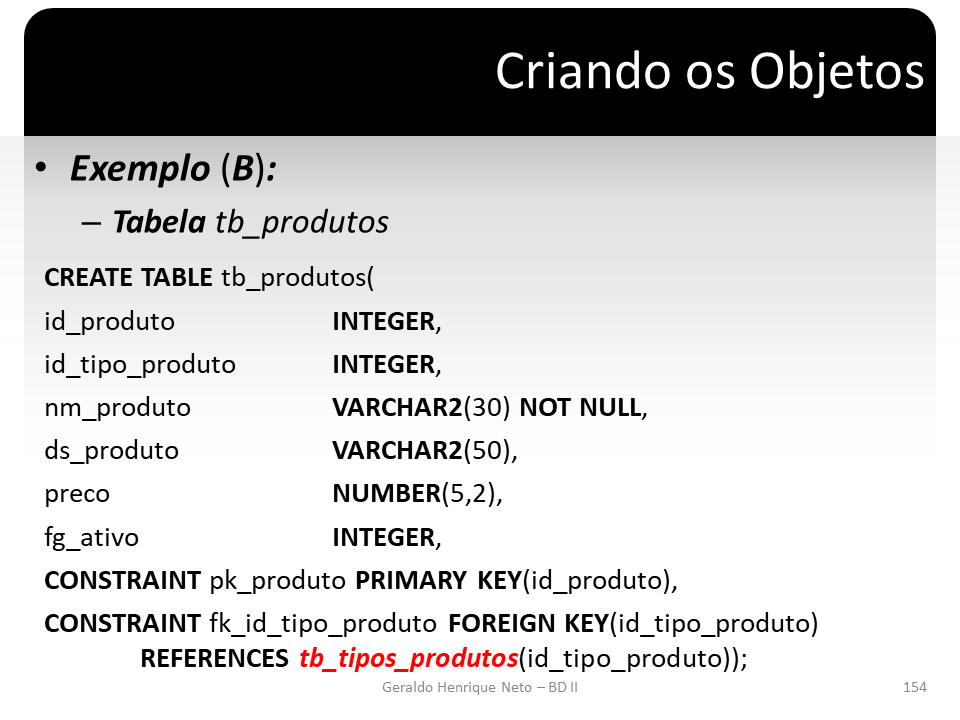 Criando os Objetos
• Exemplo (B):
– Tabela tb_produtos
CREATE TABLE tb_produtos(
id_produto INTEGER,
id_tipo_produto INTEGER,
nm_produto VARCHAR2(30) NOT NULL,
ds_produto VARCHAR2(50),
preco NUMBER(5,2),
fg_ativo INTEGER,
CONSTRAINT pk_produto PRIMARY KEY(id_produto),
CONSTRAINT fk_id_tipo_produto FOREIGN KEY(id_tipo_produto)
REFERENCES tb_tipos_produtos(id_tipo_produto));
Geraldo Henrique Neto – BD II 154